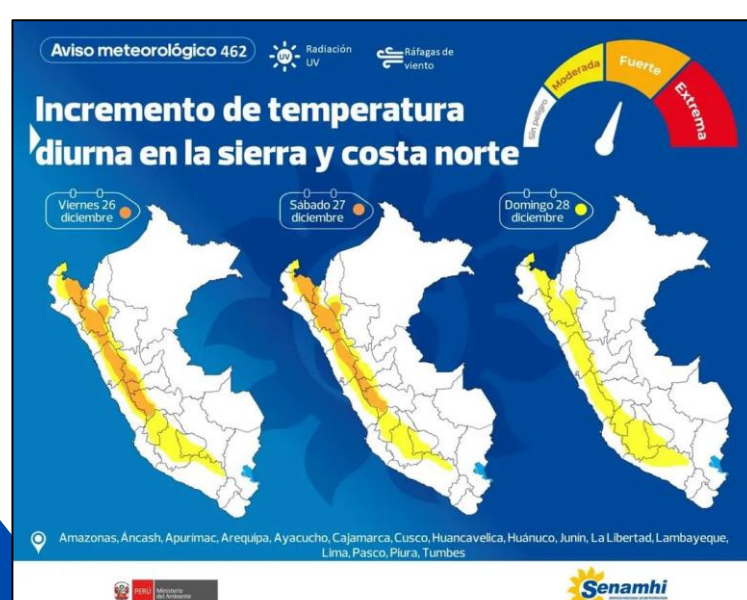 Aviso meteorológico 462
UV
Radiación
UV
Ráfagas de
viento
Sin peligro
Moderada
Fuerte
Extrema
Incremento de temperatura
diurna en la sierra y costa norte
Viernes 26
diciembre
Sábado 27
diciembre
Domingo 28
diciembre
Amazonas, Áncash, Apurímac, Arequipa, Ayacucho, Cajamarca, Cusco, Huancavelica, Huánuco, Junín, La Libertad, Lambayeque,
Lima, Pasco, Piura, Tumbes
PERÚ
Ministerio
del Ambiente
Senamhi